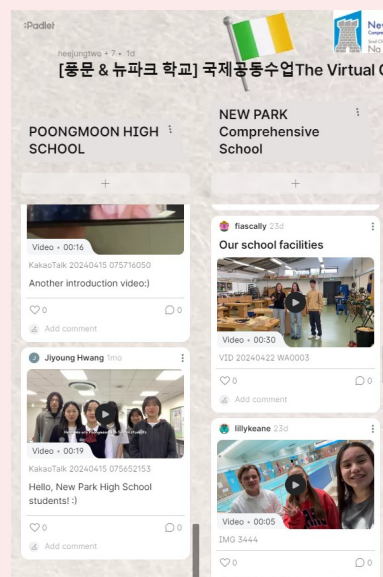 :Padlet
heejungtwo + 7 • 1d
[풍문 & 뉴파크 학교] 국제공동수업The Virtual
POONGMOON HIGH
SCHOOL
Video • 00:16
KakaoTalk 20240415 075716050
Another introduction video:)
0
0
Add comment
Jiyoung Hwang 1mo
Video • 00:19
KakaoTalk 20240415 075652153
Hello, New Park High School
students! :)
0
0
Add comment
NEW PARK
Comprehensive
School
fiascally 23d
Our school facilities
Video • 00:30
VID 20240422 WA0003
0
0
Add comment
lillykeane 23d
Video • 00:05
IMG 3444
0
0